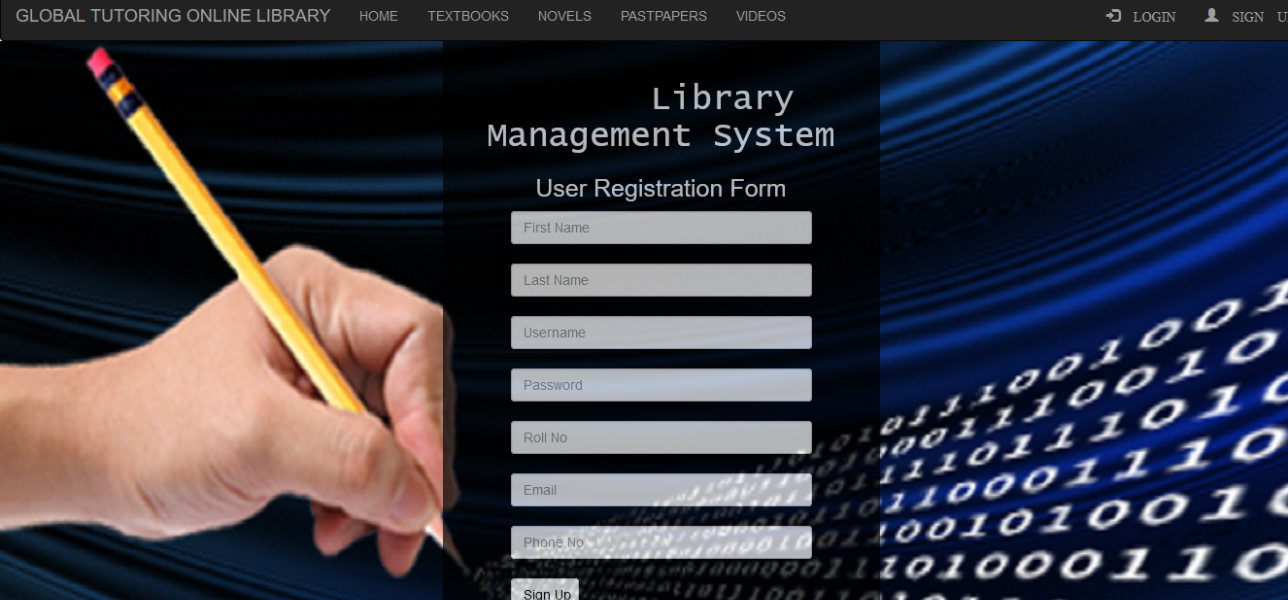 GLOBAL TUTORING ONLINE LIBRARY HOME TEXTBOOKS NOVELS PASTPAPERS VIDEOS LOGIN SIGN U
Library
Management System
User Registration Form
First Name
Last Name
Username
Password
Roll No
Email
Phone No
Sign Up